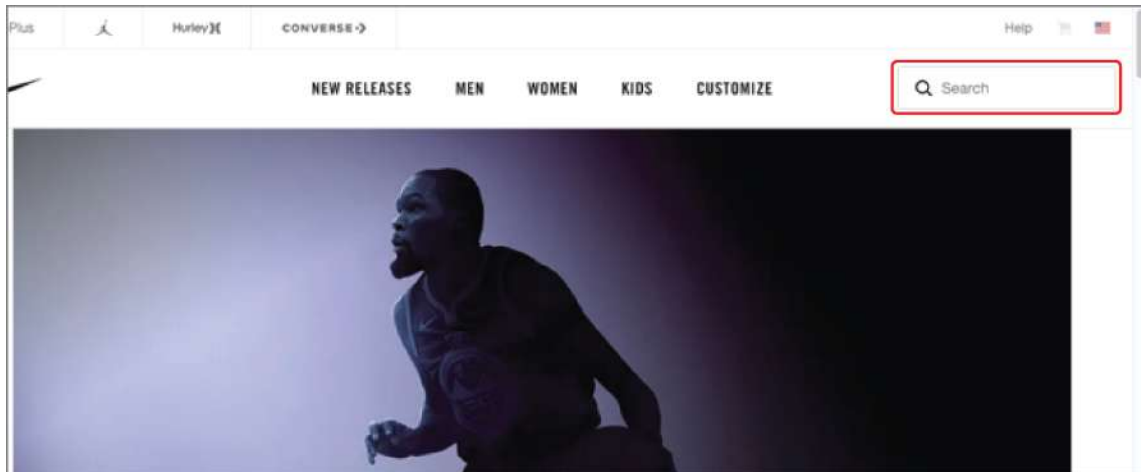 Plus Hurley CONVERSE Help
NEW RELEASES MEN WOMEN KIDS CUSTOMIZE Search